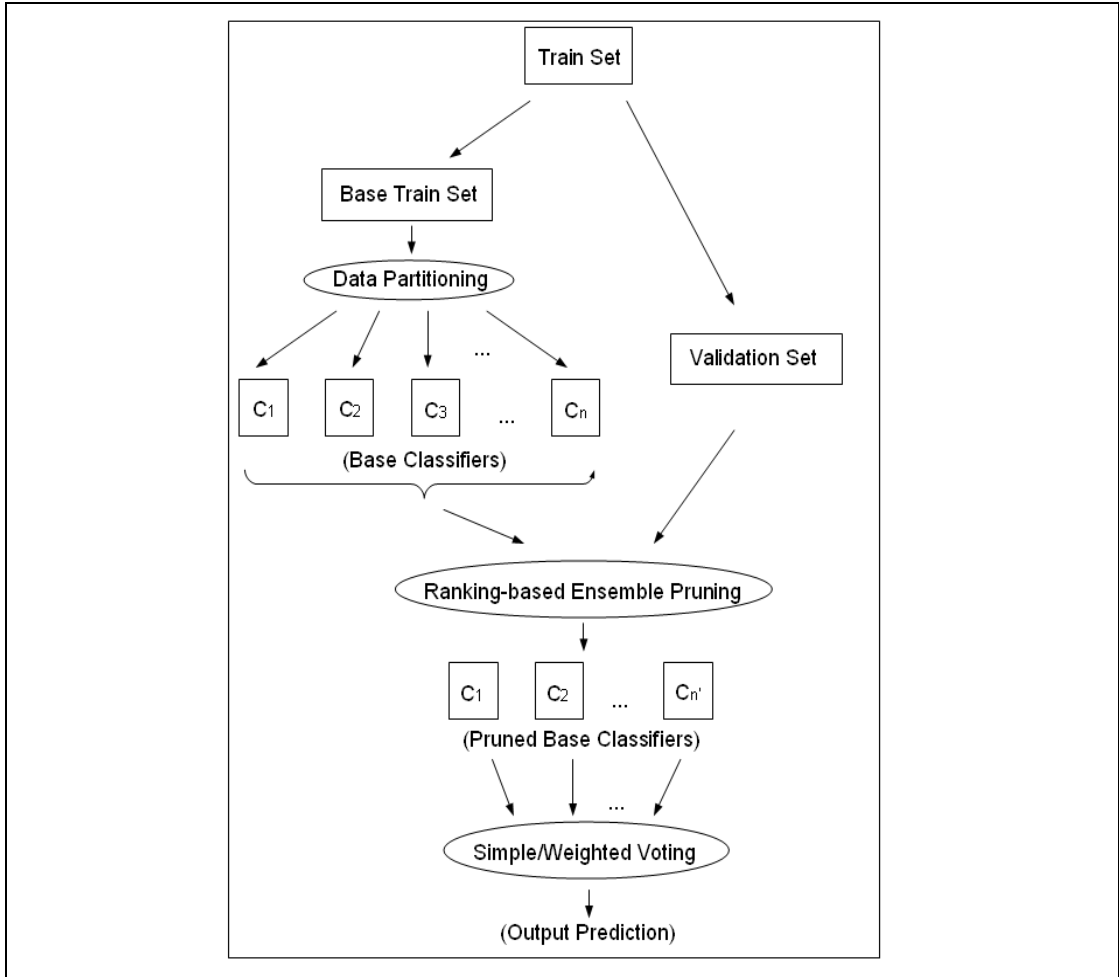 Train Set
Base Train Set
Data Partitioning
...
Validation Set
C1 C2 C3 ... Cn
(Base Classifiers)
Ranking-based Ensemble Pruning
C1 C2 ... Cn'
(Pruned Base Classifiers)
...
Simple/Weighted Voting
(Output Prediction)